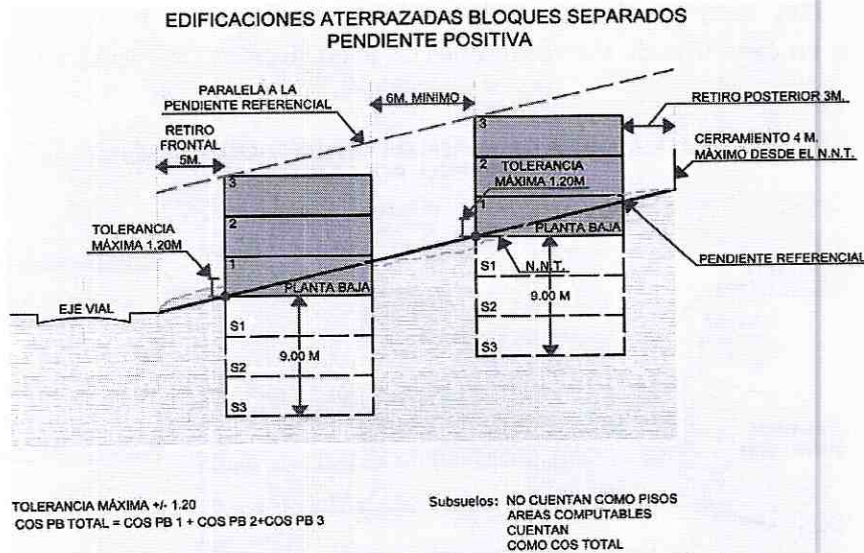 EDIFICACIONES ATERRAZADAS BLOQUES SEPARADOS
PENDIENTE POSITIVA
PARALELA A LA
PENDIENTE REFERENCIAL
6M. MINIMO
RETIRO POSTERIOR 3M.
RETIRO
FRONTAL
5M.
CERRAMIENTO 4 M.
MÁXIMO DESDE EL N.N.T.
3
2
1
TOLERANCIA
MÁXIMA 1.20M
PLANTA BAJA
3
2
1
TOLERANCIA
MÁXIMA 1,20M
PLANTA BAJA
PENDIENTE REFERENCIAL
N.N.T.
EJE VIAL
S1
S2
S3
9.00 M
S1
S2
S3
9.00 M
TOLERANCIA MÁXIMA +/- 1.20
COS PB TOTAL = COS PB 1 + COS PB 2+COS PB 3
Subsuelos: NO CUENTAN COMO PISOS
AREAS COMPUTABLES
CUENTAN
COMO COS TOTAL